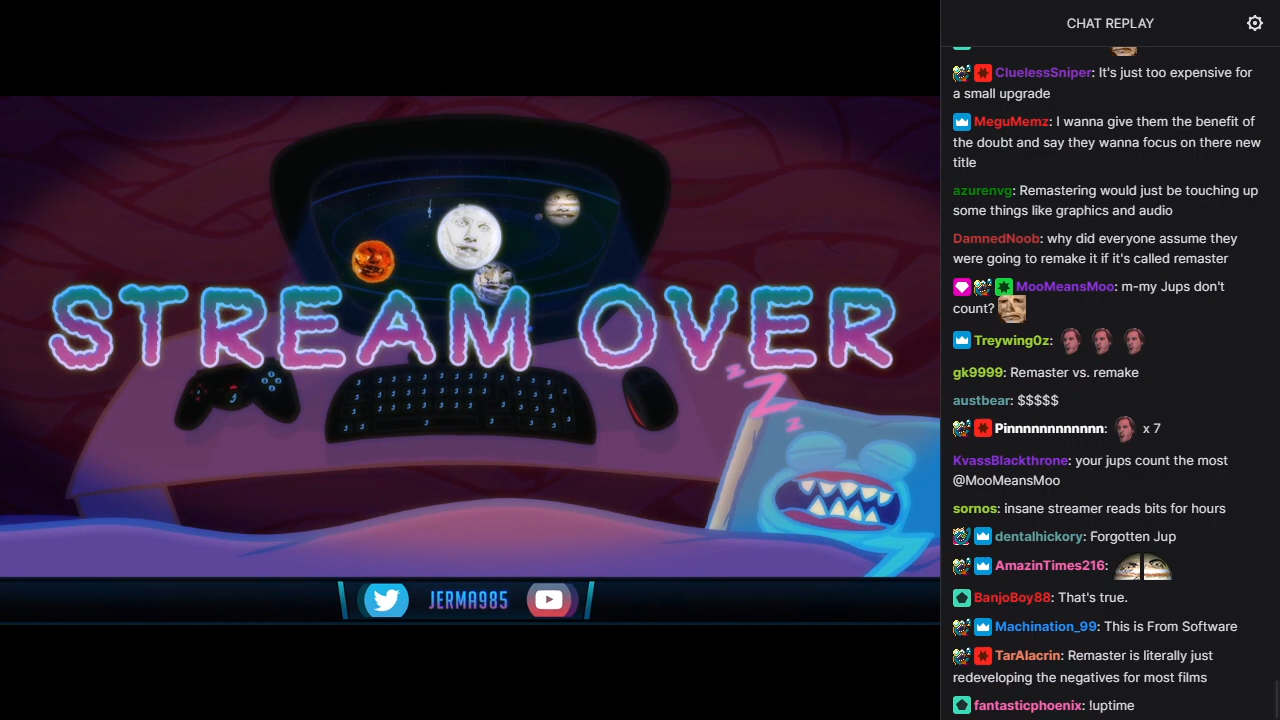 CHAT REPLAY
CluelessSniper: It's just too expensive for
a small upgrade
MeguMemz: I wanna give them the benefit of
the doubt and say they wanna focus on there new
title
azurenvg: Remastering would just be touching up
some things like graphics and audio
DamnedNoob: why did everyone assume they
were going to remake it if it's called remaster
MooMeansMoo: m-my Jups don't
count?
Treywing0z:
gk9999: Remaster vs. remake
austbear: $$$$$
Pinnnnnnnnnnn: x 7
KvassBlackthrone: your jups count the most
@MooMeansMoo
sornos: insane streamer reads bits for hours
dentalhickory: Forgotten Jup
AmazinTimes216:
BanjoBoy88: That's true.
Machination_99: This is From Software
TarAlacrin: Remaster is literally just
redeveloping the negatives for most films
fantasticphoenix: !uptime
STREAM OVER
z
Z
z
JERMA985